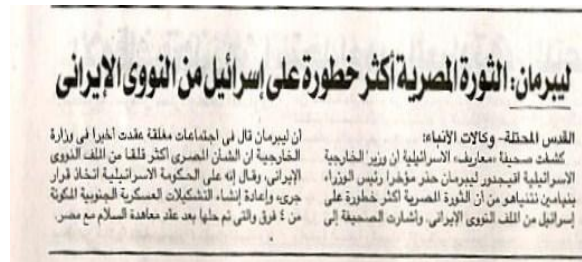 ليبرمان: الثورة المصرية أكثر خطورة على إسرائيل من النووى الإيرانى
القدس المحتلة- وكالات الأنباء:
كشفت صحيفة «معاريف» الاسرائيلية أن وزير الخارجية
الاسرائيلية افيجدور ليبرمان حذر مؤخرا رئيس الوزراء
بنيامين نتنياهو من أن الثورة المصرية أكثر خطورة على
إسرائيل من الملف النووى الإيرانى. وأشارت الصحيفة إلى
أن ليبرمان قال فى اجتماعات مغلقة عقدت أخيرا فى وزارة
الخارجية ان الشأن المصرى أكثر قلقا من الملف النووى
الإيرانى، وقال إنه على الحكومة الاسرائيلية اتخاذ قرار
جرى، وإعادة إنشاء التشكيلات العسكرية الجنوبية المكونة
من ٤ فرق والتى تم حلها بعد عقد معاهدة السلام مع مصر.